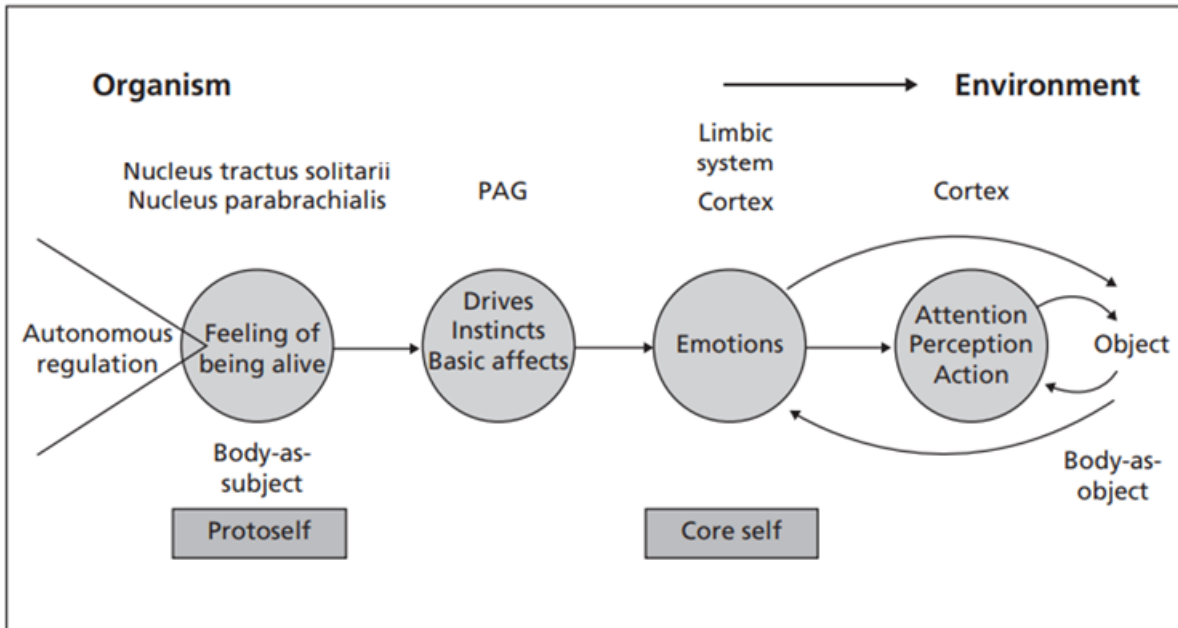 Organism
Environment
Nucleus tractus solitarii
Nucleus parabrachialis
PAG
Limbic
system
Cortex
Cortex
Autonomous
regulation
Feeling of
being alive
Drives
Instincts
Basic affects
Emotions
Attention
Perception
Action
Object
Body-as-
subject
Body-as-
object
Protoself
Core self